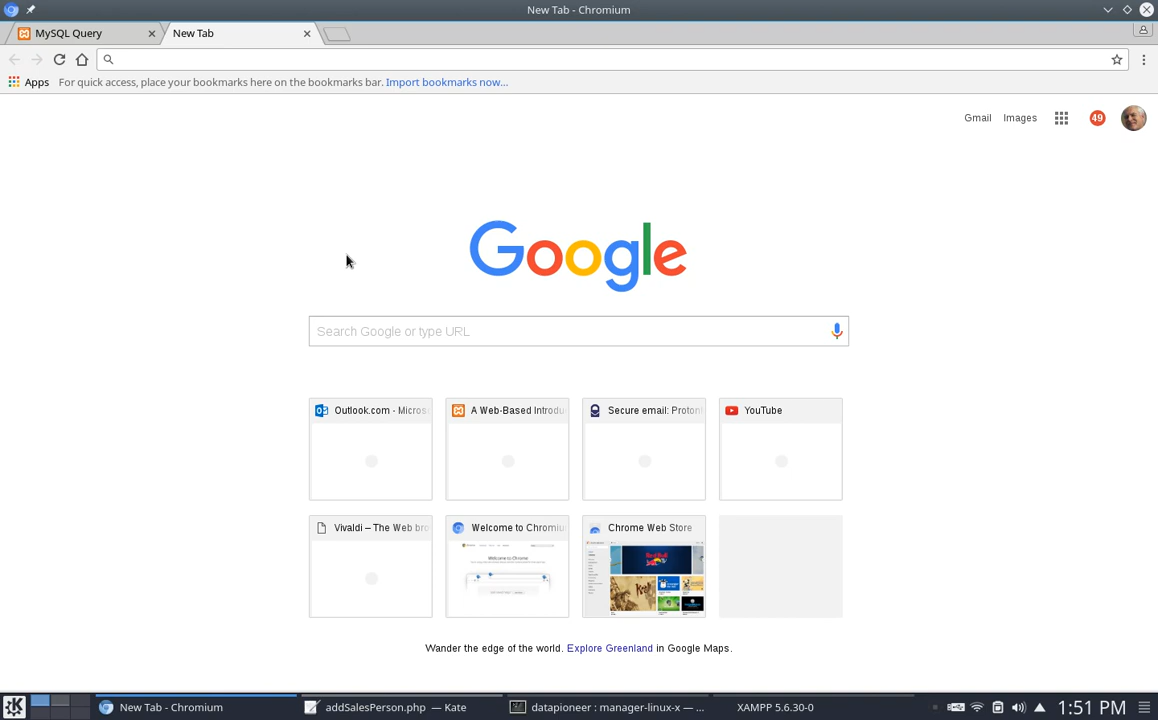 New Tab - Chromium
MySQL Query
New Tab
Apps For quick access, place your bookmarks here on the bookmarks bar. Import bookmarks now...
Gmail Images 49
Google
Search Google or type URL
Outlook.com - Micros
A Web-Based Introdu
Secure email: Proton
YouTube
Vivaldi – The Web bro
Welcome to Chromiu
Chrome Web Store
Welcome to Chrome
Wander the edge of the world. Explore Greenland in Google Maps.
New Tab - Chromium
addSalesPerson.php — Kate
datapioneer : manager-linux-x — ...
XAMPP 5.6.30-0
1:51 PM